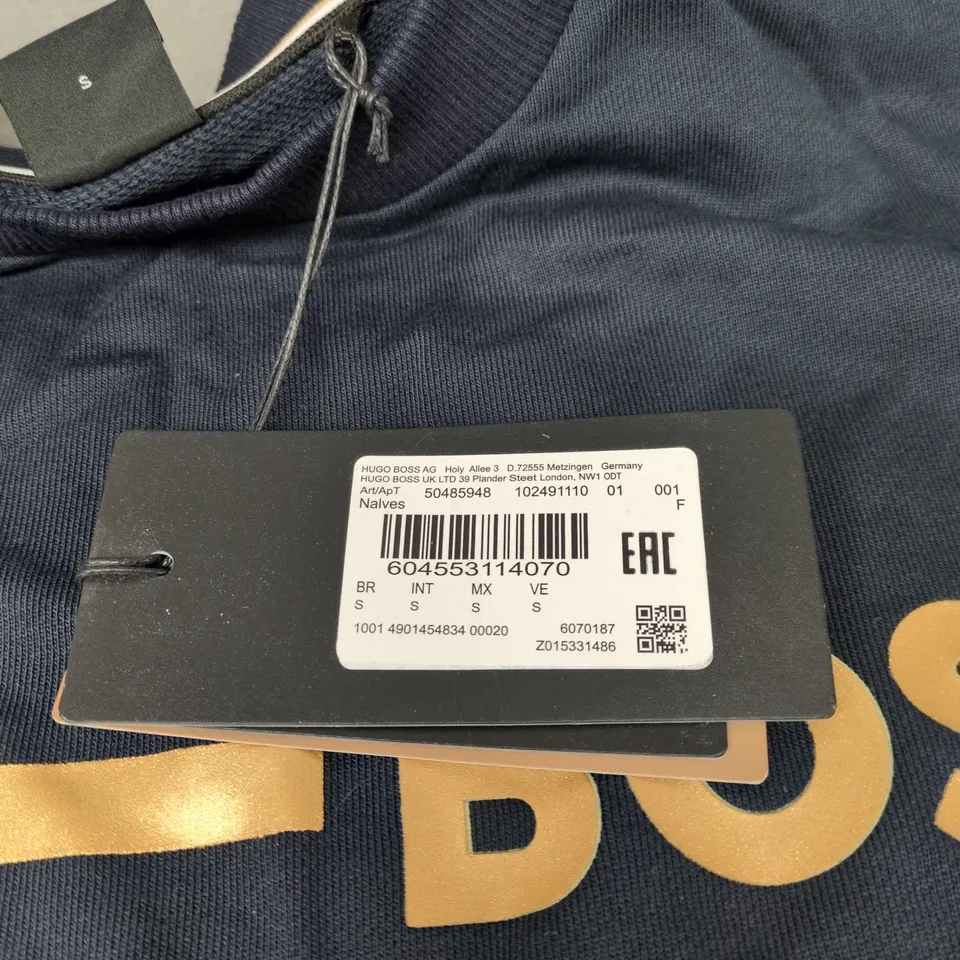 S
HUGO BOSS AG Holy Allee 3 D.72555 Metzingen Germany
HUGO BOSS UK LTD 39 Plander Steet London, NW1 0DT
Art/ApT 50485948 102491110 01 001
Nalves F
EAC
604553114070
BR INT MX VE
S S S S
1001 4901454834 00020 6070187
Z015331486
BOS